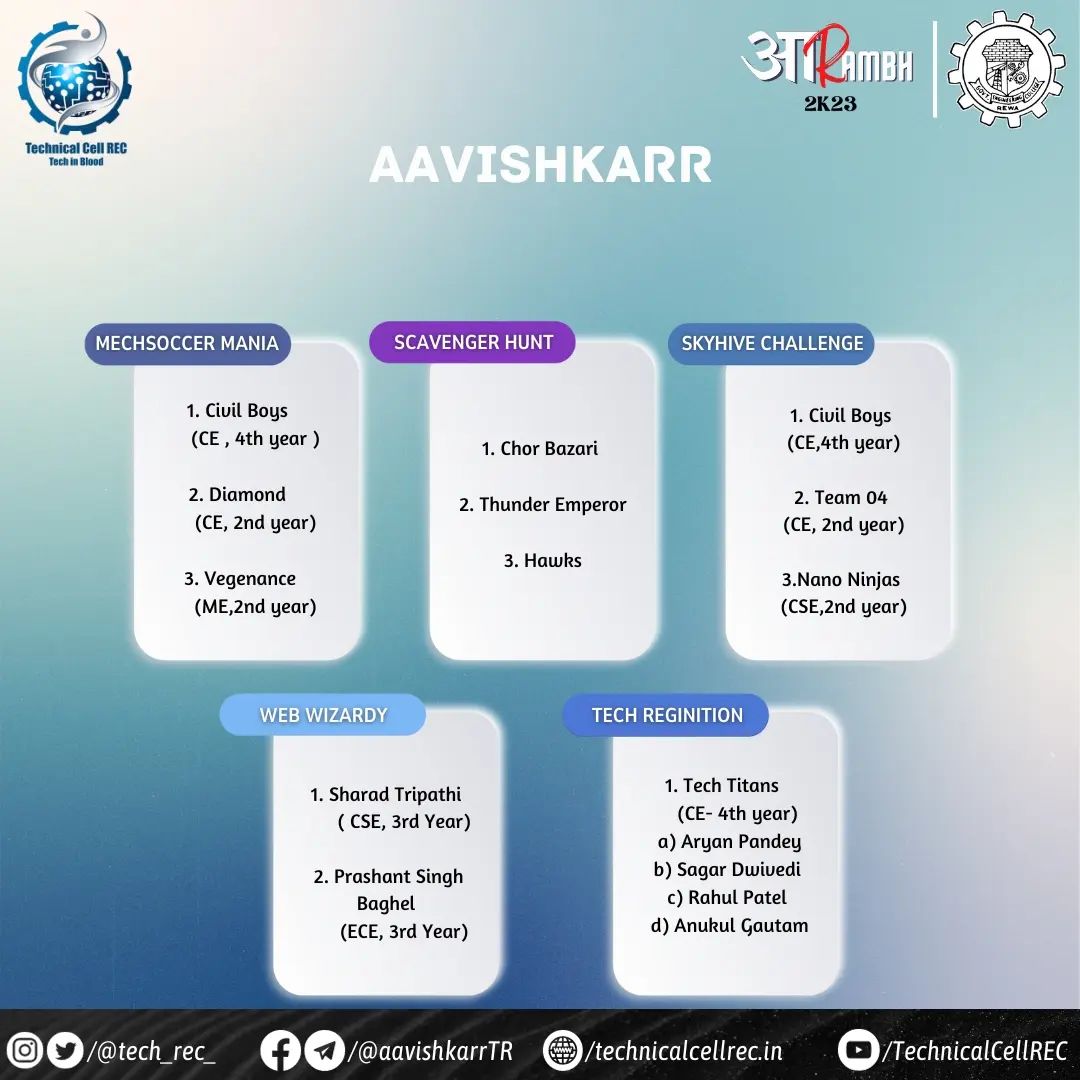 Technical Cell REC
Tech in Blood
आRAMBH
2K23
GOVT. ENGINEERING COLLEGE
REWA
AAVISHKARR
MECHSOCCER MANIA
1. Civil Boys
(CE , 4th year )
2. Diamond
(CE, 2nd year)
3. Vegenance
(ME,2nd year)
SCAVENGER HUNT
1. Chor Bazari
2. Thunder Emperor
3. Hawks
SKYHIVE CHALLENGE
1. Civil Boys
(CE,4th year)
2. Team 04
(CE, 2nd year)
3.Nano Ninjas
(CSE,2nd year)
WEB WIZARDY
1. Sharad Tripathi
( CSE, 3rd Year)
2. Prashant Singh
Baghel
(ECE, 3rd Year)
TECH REGINITION
1. Tech Titans
(CE- 4th year)
a) Aryan Pandey
b) Sagar Dwivedi
c) Rahul Patel
d) Anukul Gautam
/@tech_rec_
/@aavishkarrTR
/technicalcellrec.in
/TechnicalCellREC